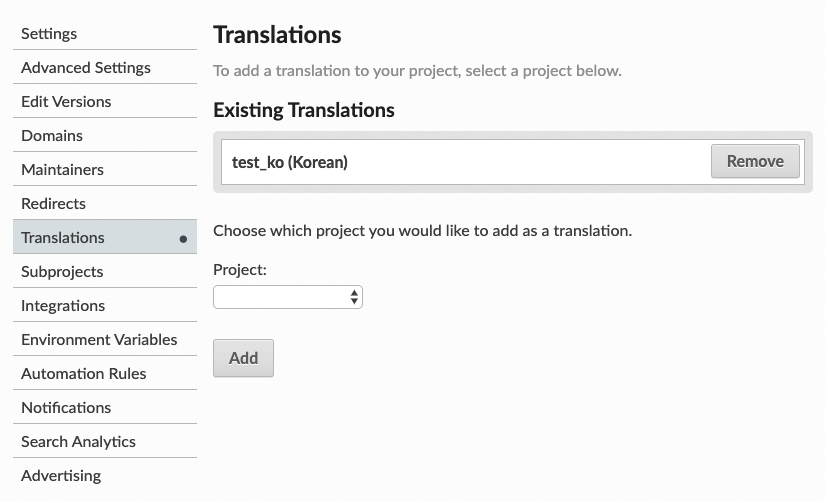 Settings
Advanced Settings
Edit Versions
Domains
Maintainers
Redirects
Translations
Subprojects
Integrations
Environment Variables
Automation Rules
Notifications
Search Analytics
Advertising
Translations
To add a translation to your project, select a project below.
Existing Translations
test_ko (Korean)
Remove
Choose which project you would like to add as a translation.
Project:
Add